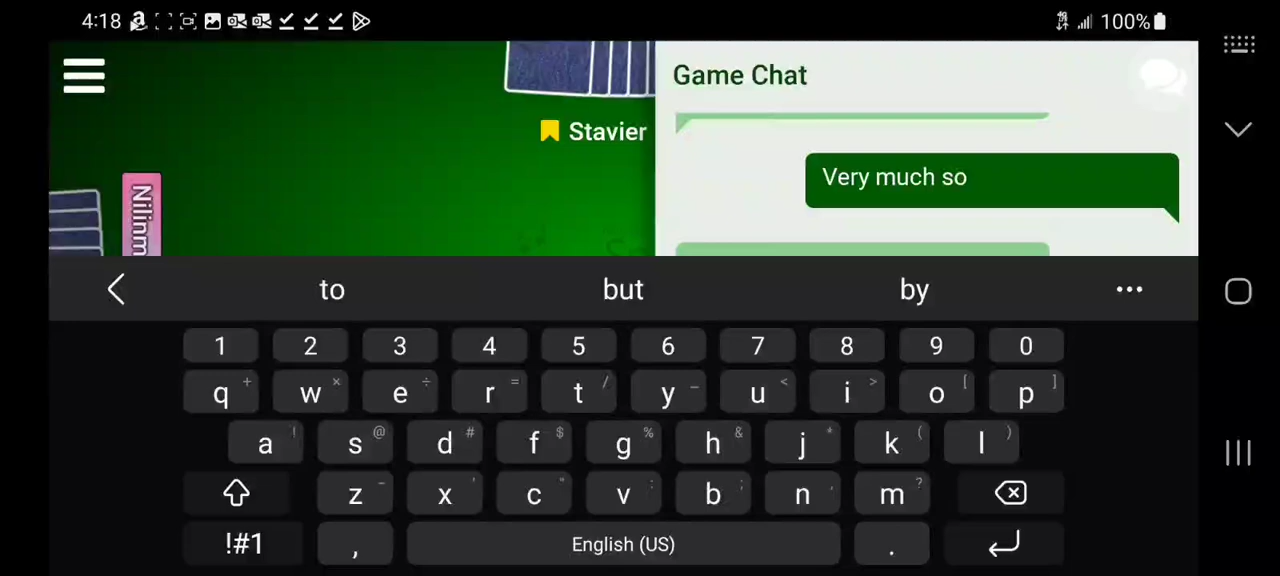 4:18
100%
Game Chat
Stavier
Very much so
Nilinm
to but by
1 2 3 4 5 6 7 8 9 0
q + w × e ÷ r = t / y _ u < i > o [ p ]
a ! s @ d # f $ g % h & j * k ( l )
z - x ' c " v : b ; n , m ?
!#1 , English (US) .